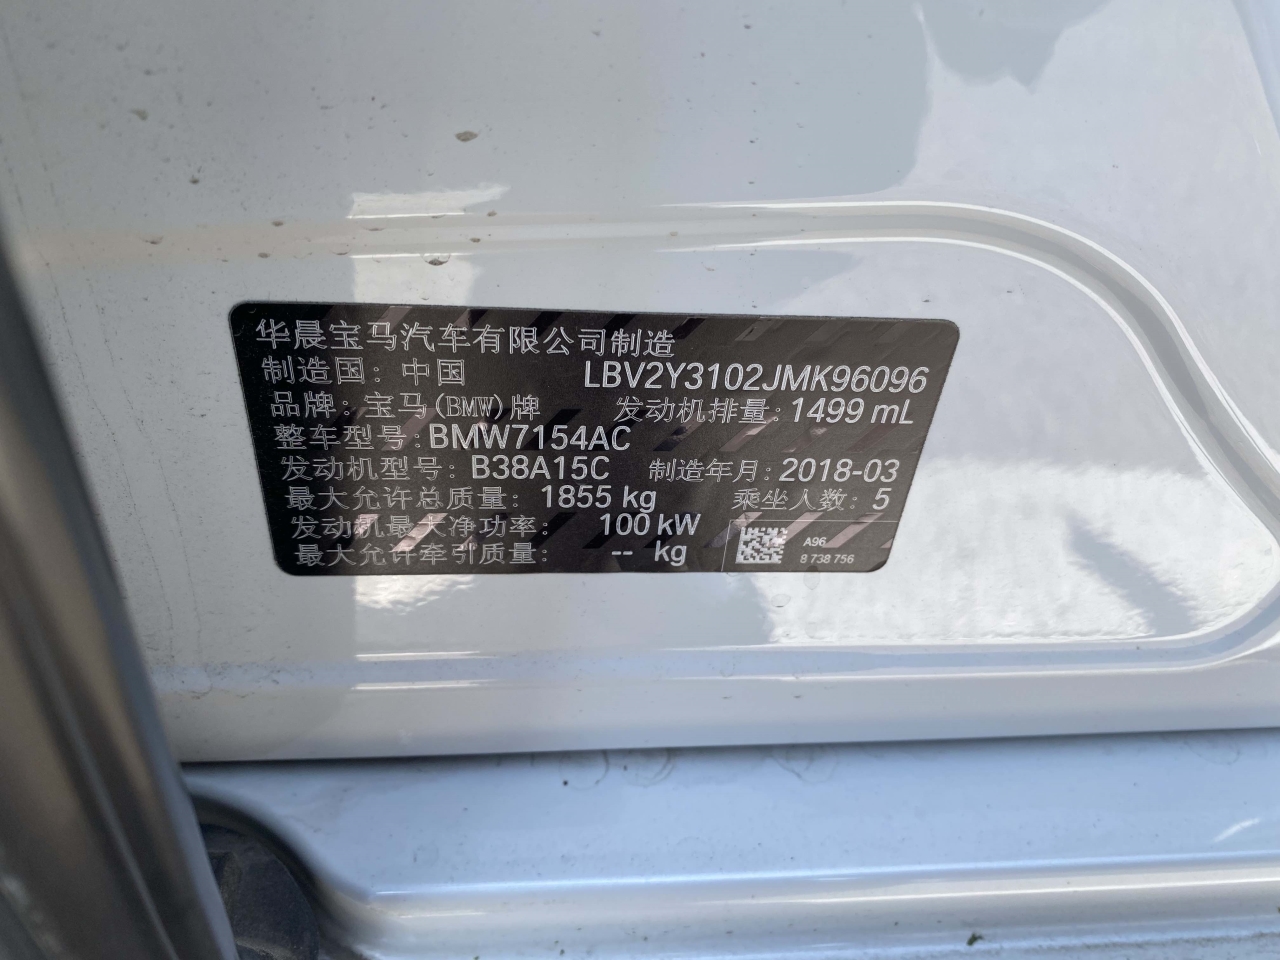 华晨宝马汽车有限公司制造
制造国: 中国 LBV2Y3102JMK96096
品牌: 宝马(BMW)牌 发动机排量: 1499 mL
整车型号: BMW7154AC
发动机型号: B38A15C 制造年月: 2018-03
最大允许总质量: 1855 kg 乘坐人数: 5
发动机最大净功率: 100 kW
最大允许牵引质量: -- kg
A96
8 738 756